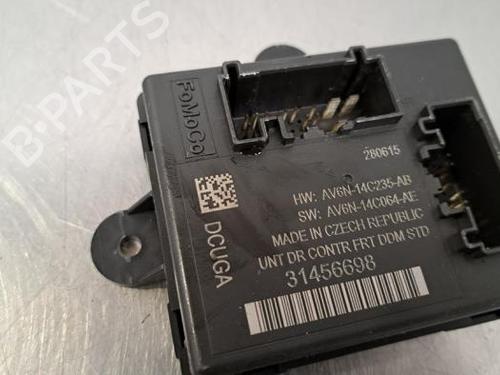 B-PARTS
FoMoCo
280615
HW: AV6N-14C235-AB
SW: AV6N-14C064-AE
MADE IN CZECH REPUBLIC
UNT DR CONTR FRT DDM STD
31456698
DCUGA